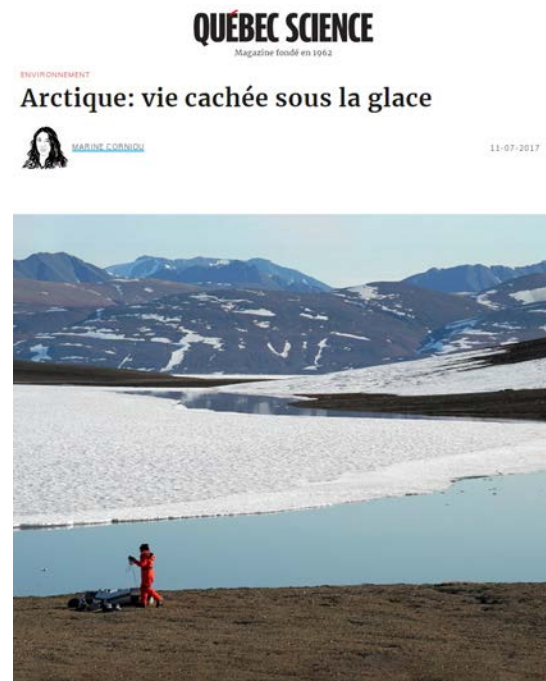 QUÉBEC SCIENCE
Magazine fondé en 1962
ENVIRONNEMENT
Arctique: vie cachée sous la glace
MARINE CORNIOU
11-07-2017